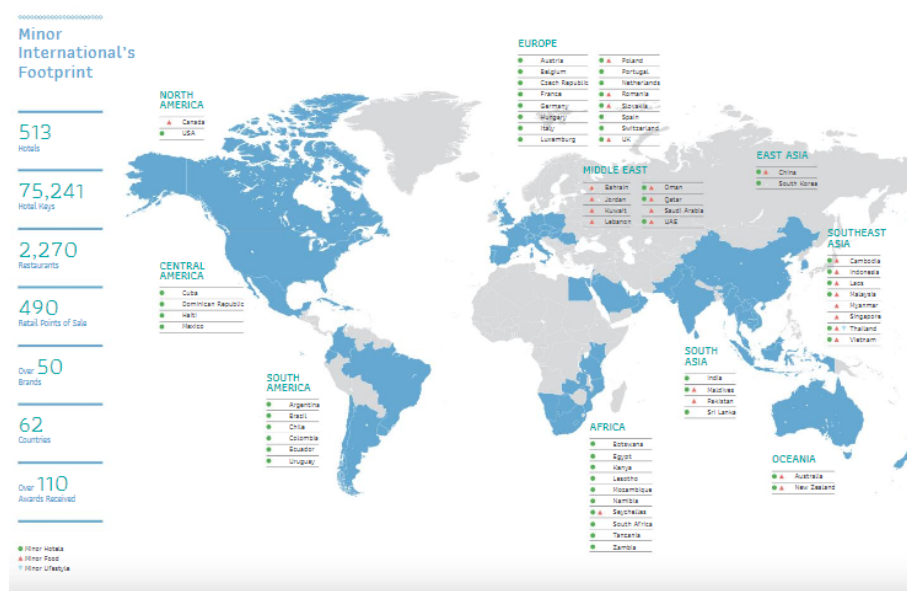 Minor
International's
Footprint
513
Hotels
75,241
Hotel Keys
2,270
Restaurants
490
Retail Points of Sale
Over 50
Brands
62
Countries
Over 110
Awards Received
Minor Hotels
Minor Food
Minor Lifestyle
NORTH
AMERICA
Canada
USA
CENTRAL
AMERICA
Cuba
Dominican Republic
Haiti
Mexico
SOUTH
AMERICA
Argentina
Brazil
Chile
Colombia
Ecuador
Uruguay
EUROPE
Austria
Belgium
Czech Republic
France
Germany
Hungary
Italy
Luxemburg
Poland
Portugal
Netherlands
Romania
Slovakia
Spain
Switzerland
UK
MIDDLE EAST
Bahrain
Jordan
Kuwait
Lebanon
Oman
Qatar
Saudi Arabia
UAE
AFRICA
Botswana
Egypt
Kenya
Lesotho
Mozambique
Namibia
Seychelles
South Africa
Tanzania
Zambia
EAST ASIA
China
South Korea
SOUTHEAST
ASIA
Cambodia
Indonesia
Laos
Malaysia
Myanmar
Singapore
Thailand
Vietnam
SOUTH
ASIA
India
Maldives
Pakistan
Sri Lanka
OCEANIA
Australia
New Zealand